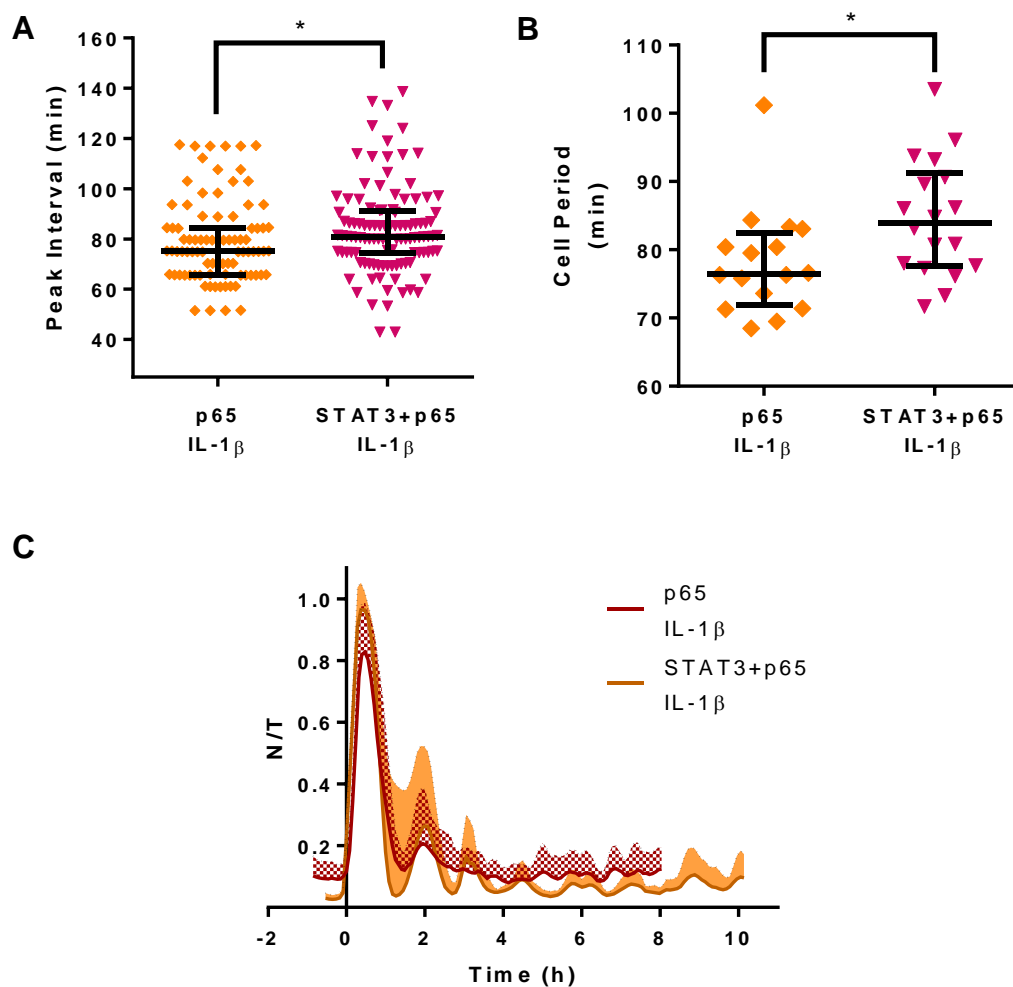 A
*
Peak Interval (min)
160
140
120
100
80
60
40
p65
IL-1β
STAT3+p65
IL-1β
B
*
Cell Period
(min)
110
100
90
80
70
60
p65
IL-1β
STAT3+p65
IL-1β
C
N/T
1.0
0.8
0.6
0.4
0.2
p65
IL-1β
STAT3+p65
IL-1β
-2
0
2
4
6
8
10
Time (h)